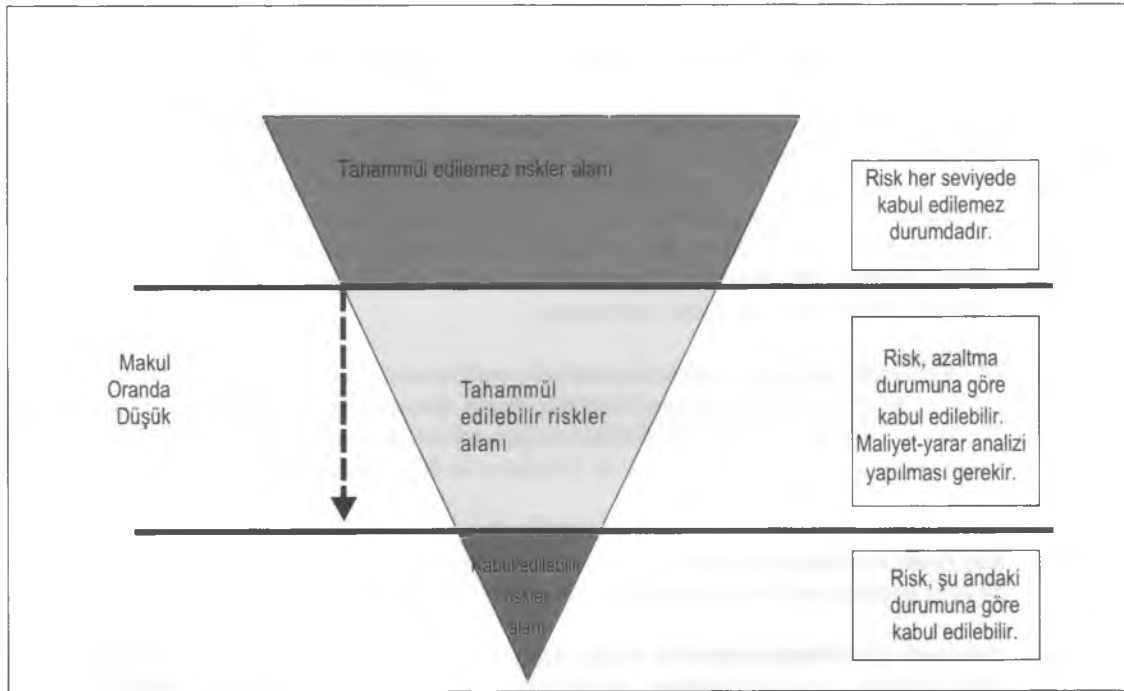 Tahammül edilemez riskler alanı
Risk her seviyede
kabul edilemez
durumdadır.
Makul
Oranda
Düşük
Tahammül
edilebilir riskler
alanı
Risk, azaltma
durumuna göre
kabul edilebilir.
Maliyet-yarar analizi
yapılması gerekir.
Kabul edilebilir
riskler
alanı
Risk, şu andaki
durumuna göre
kabul edilebilir.